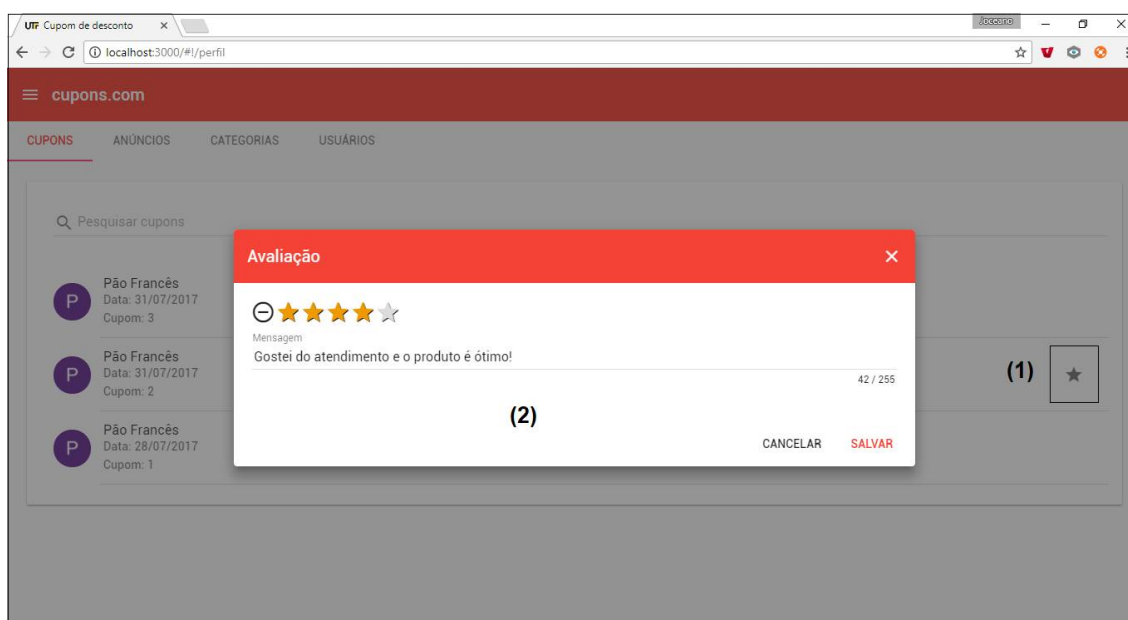 UTF Cupom de desconto
Joceano
localhost:3000/#!/perfil
cupons.com
CUPONS ANÚNCIOS CATEGORIAS USUÁRIOS
Pesquisar cupons
Avaliação
Mensagem
Gostei do atendimento e o produto é ótimo!
42 / 255
(2)
CANCELAR SALVAR
P
Pão Francês
Data: 31/07/2017
Cupom: 3
P
Pão Francês
Data: 31/07/2017
Cupom: 2
(1)
P
Pão Francês
Data: 28/07/2017
Cupom: 1